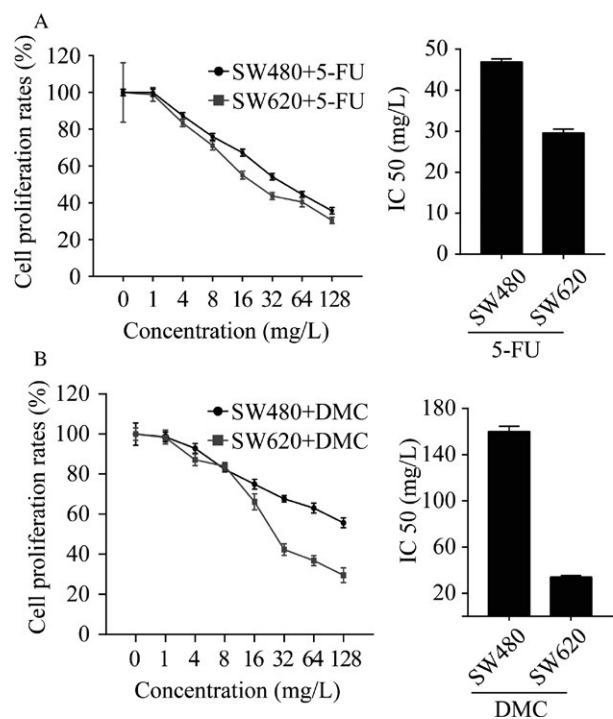 A
Cell proliferation rates (%)
120
100
80
60
40
20
0
0 1 4 8 16 32 64 128
Concentration (mg/L)
SW480+5-FU
SW620+5-FU
IC 50 (mg/L)
50
40
30
20
10
0
SW480 SW620
5-FU
B
Cell proliferation rates (%)
120
100
80
60
40
20
0
0 1 4 8 16 32 64 128
Concentration (mg/L)
SW480+DMC
SW620+DMC
IC 50 (mg/L)
180
140
100
60
20
SW480 SW620
DMC